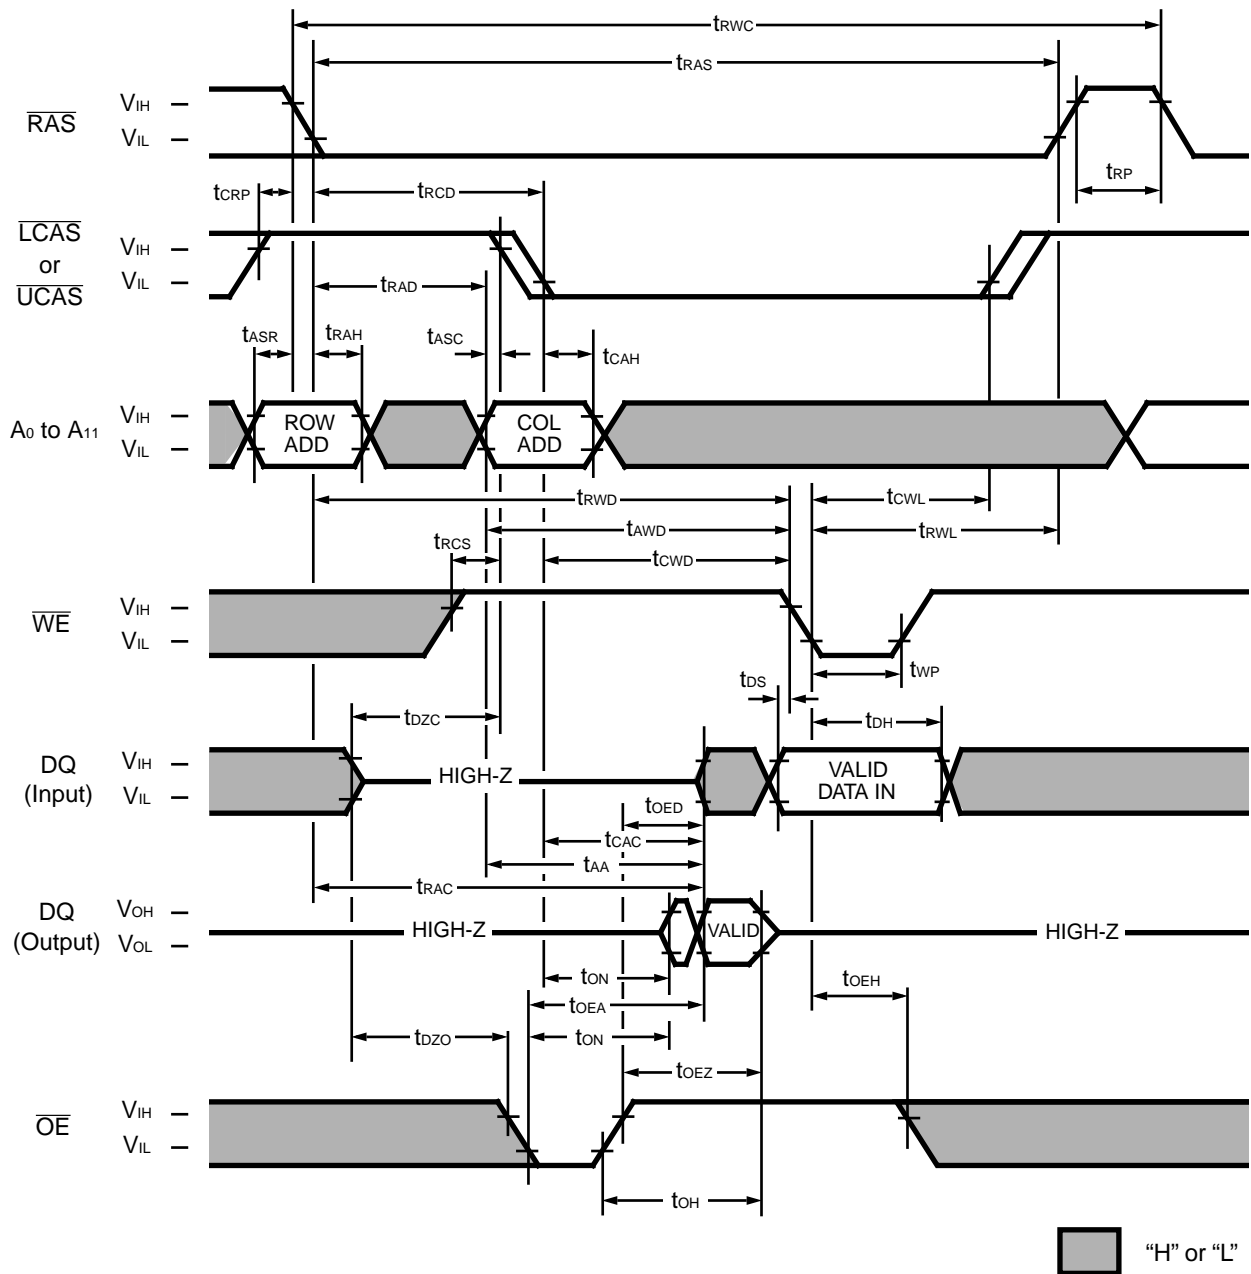 tRWC
tRAS
RAS
VIH
VIL
tRP
tCRP
tRCD
LCAS
or
UCAS
VIH
VIL
tRAD
tASR
tRAH
tASC
tCAH
A0 to A11
VIH
VIL
ROW
ADD
COL
ADD
tRWD
tCWL
tAWD
tRWL
tRCS
tCWD
WE
VIH
VIL
tWP
tDS
tDZC
tDH
DQ
(Input)
VIH
VIL
HIGH-Z
VALID
DATA IN
tOED
tCAC
tAA
tRAC
DQ
(Output)
VOH
VOL
HIGH-Z
VALID
HIGH-Z
tON
tOEH
tOEA
tDZO
tON
tOEZ
OE
VIH
VIL
tOH
“H” or “L”